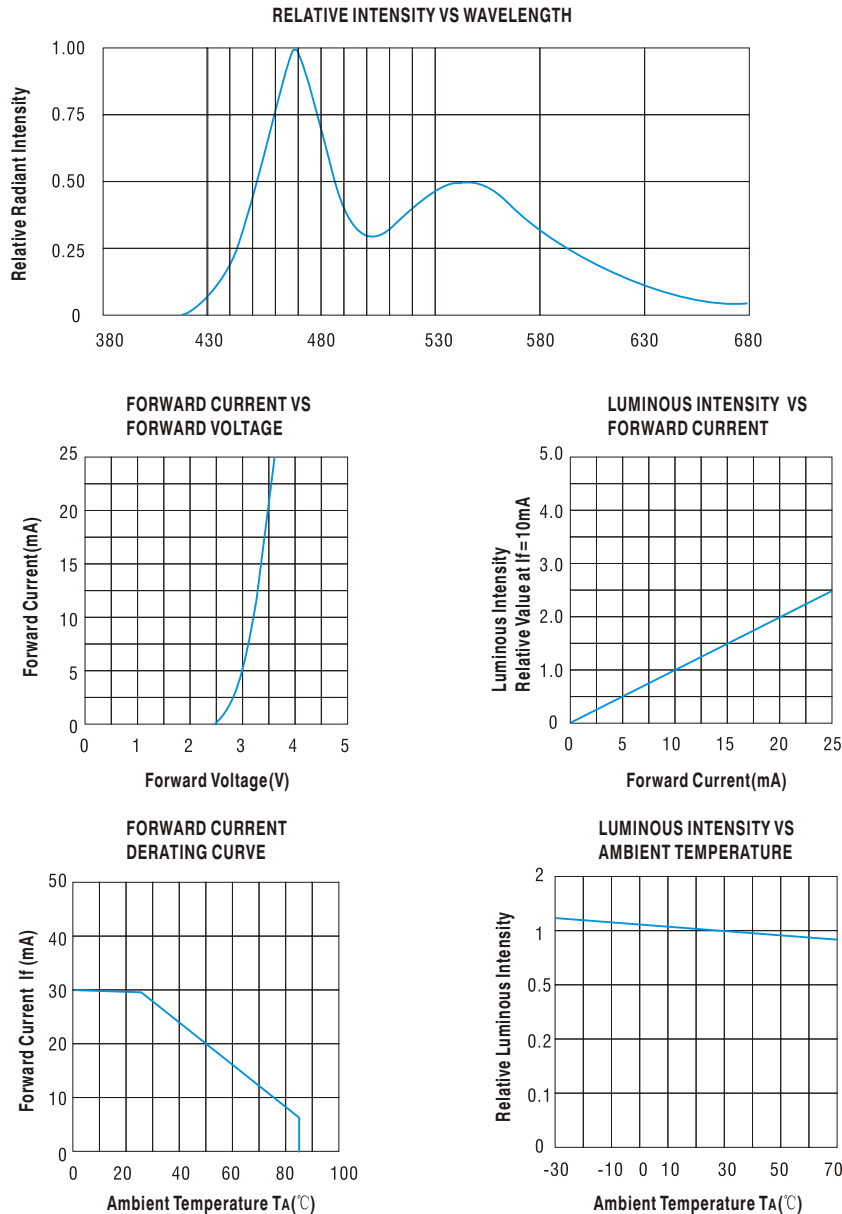 RELATIVE INTENSITY VS WAVELENGTH
Relative Radiant Intensity
1.00
0.75
0.50
0.25
0
380 430 480 530 580 630 680
FORWARD CURRENT VS
FORWARD VOLTAGE
Forward Current(mA)
25
20
15
10
5
0
0 1 2 3 4 5
Forward Voltage(V)
LUMINOUS INTENSITY VS
FORWARD CURRENT
Luminous Intensity
Relative Value at If=10mA
5.0
4.0
3.0
2.0
1.0
0
0 5 10 15 20 25
Forward Current(mA)
FORWARD CURRENT
DERATING CURVE
Forward Current If (mA)
50
40
30
20
10
0
0 20 40 60 80 100
Ambient Temperature TA(℃)
LUMINOUS INTENSITY VS
AMBIENT TEMPERATURE
Relative Luminous Intensity
2
1
0.5
0.2
0.1
0
-30 -10 0 10 30 50 70
Ambient Temperature TA(℃)